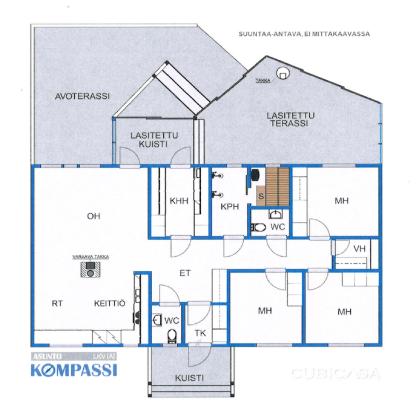 SUUNTAA-ANTAVA, EI MITTAKAAVASSA
TAKKA
AVOTERASSI
LASITETTU
TERASSI
LASITETTU
KUISTI
OH
KHH
KPH
S
MH
WC
VH
VARAAVA TAKKA
ET
RT
KEITTIÖ
WC
TK
MH
MH
KUISTI
ASUNTO
LKV [A]
KOMPASSI
CUBICASA